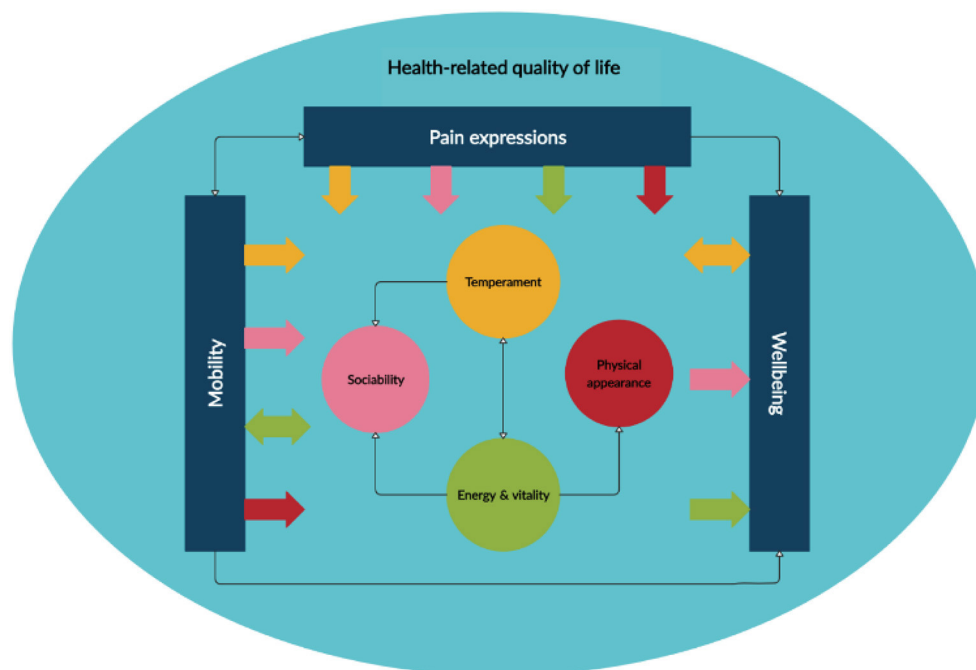 Health-related quality of life
Pain expressions
Mobility
Temperament
Sociability
Physical
appearance
Energy & vitality
Wellbeing